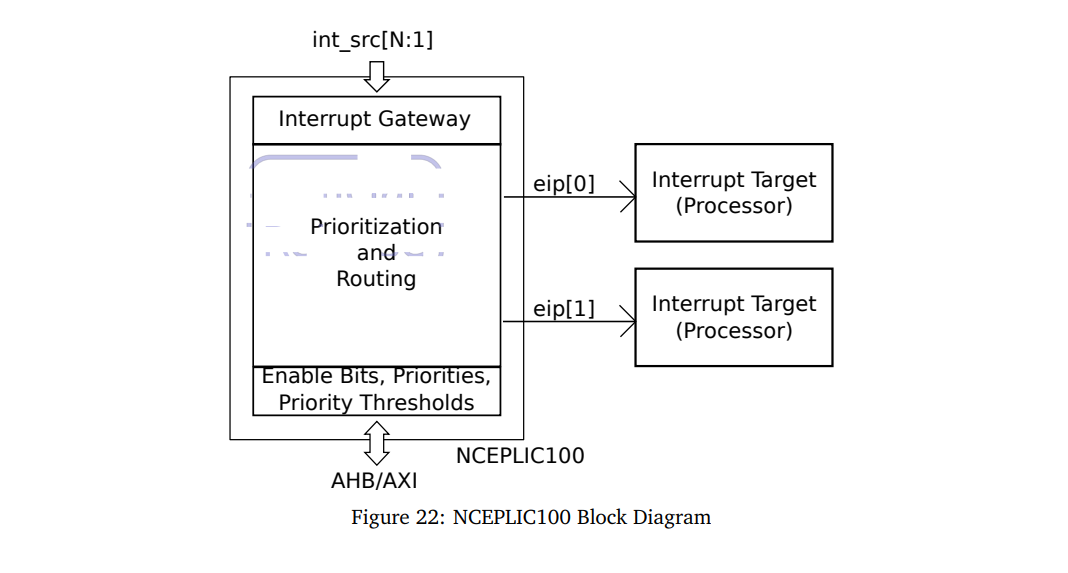 int_src[N:1]
Interrupt Gateway
Prioritization
and
Routing
eip[0]
Interrupt Target
(Processor)
eip[1]
Interrupt Target
(Processor)
Enable Bits, Priorities,
Priority Thresholds
NCEPLIC100
AHB/AXI
Figure 22: NCEPLIC100 Block Diagram